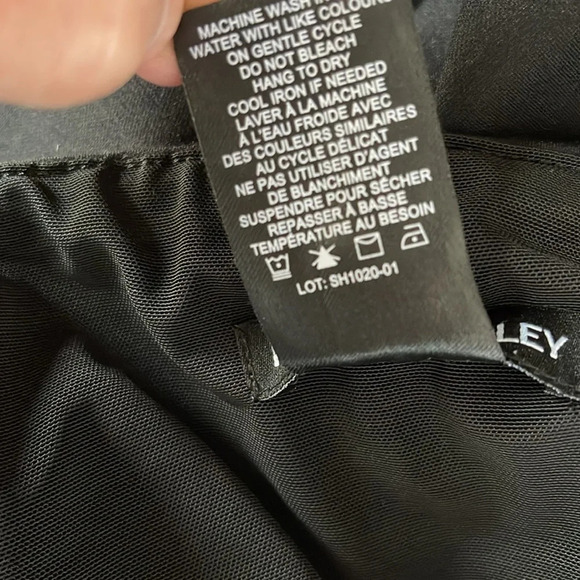 MACHINE WASH
WATER WITH LIKE COLOURS
ON GENTLE CYCLE
DO NOT BLEACH
HANG TO DRY
COOL IRON IF NEEDED
LAVER À LA MACHINE
À L'EAU FROIDE AVEC
DES COULEURS SIMILAIRES
AU CYCLE DÉLICAT
NE PAS UTILISER D'AGENT
DE BLANCHIMENT
SUSPENDRE POUR SÉCHER
REPASSER À BASSE
TEMPÉRATURE AU BESOIN
LOT: SH1020-01
LEY